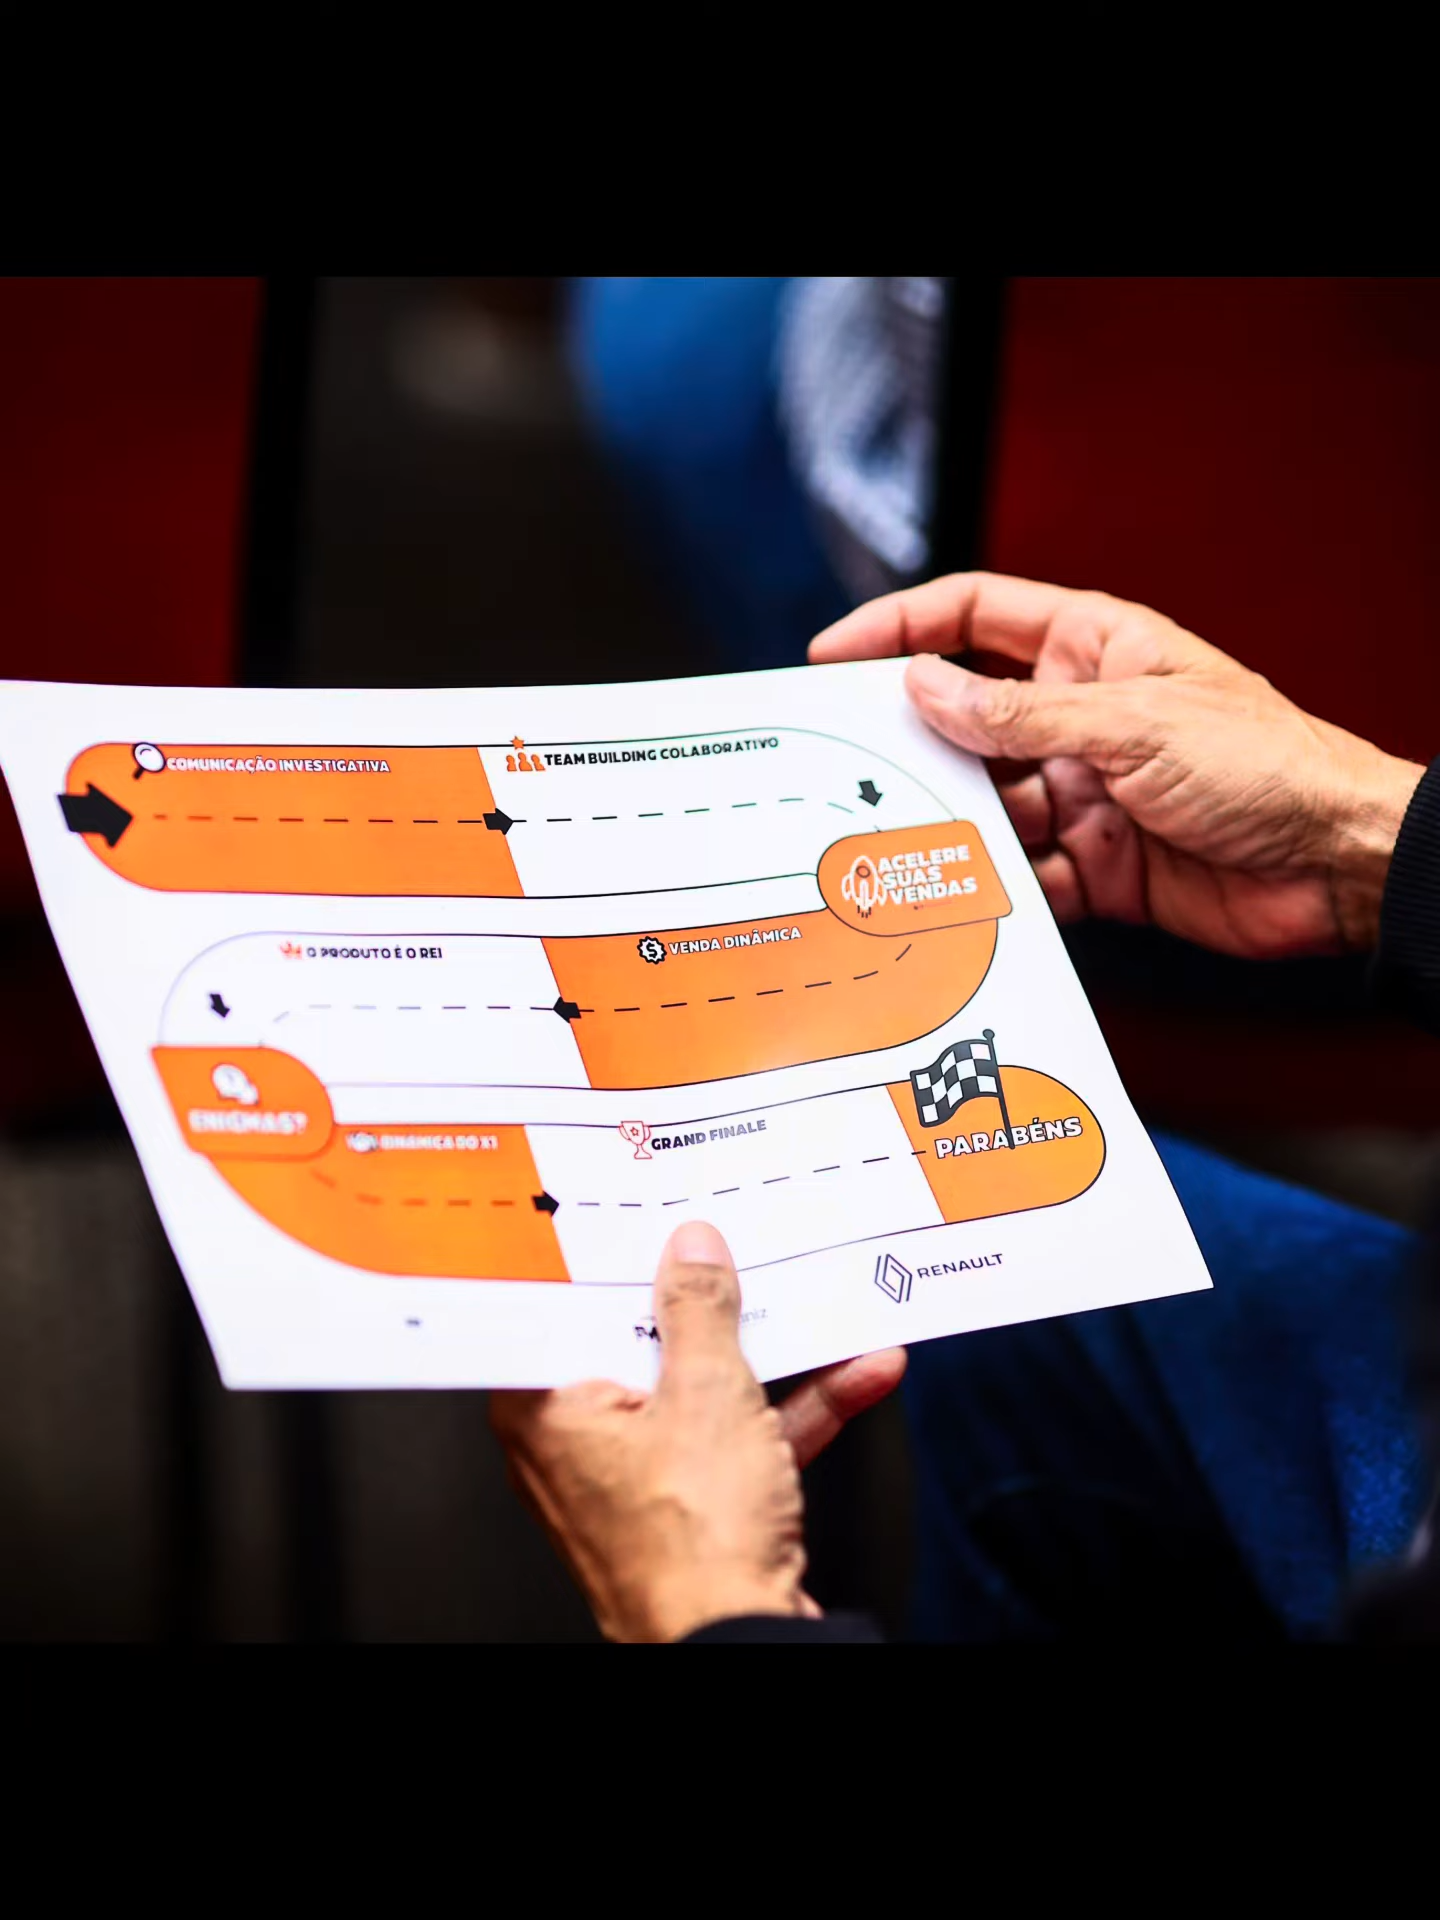 COMUNICAÇÃO INVESTIGATIVA
TEAM BUILDING COLABORATIVO
ACELERE
SUAS
VENDAS
O PRODUTO É O REI
VENDA DINÂMICA
ENIGMAS?
DINÂMICA DO X1
GRAND FINALE
PARABÉNS
RENAULT